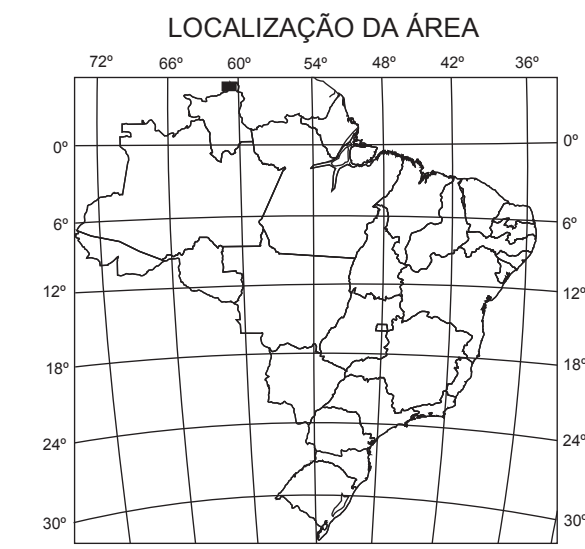 LOCALIZAÇÃO DA ÁREA
72º 66º 60º 54º 48º 42º 36º
0º 0º
6º 6º
12º 12º
18º 18º
24º 24º
30º 30º